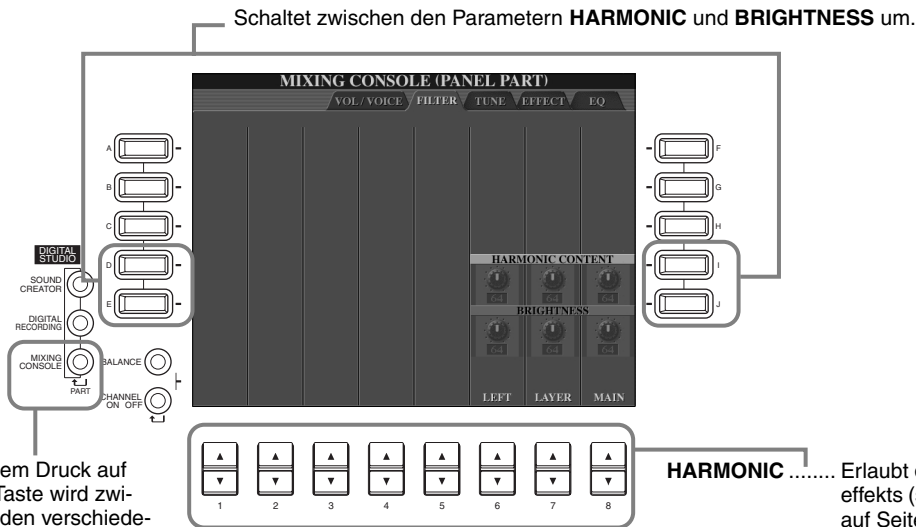 Schaltet zwischen den Parametern HARMONIC und BRIGHTNESS um.
MIXING CONSOLE (PANEL PART)
VOL / VOICE FILTER TUNE EFFECT EQ
A
B
C
D
E
F
G
H
I
J
DIGITAL
STUDIO
SOUND
CREATOR
DIGITAL
RECORDING
MIXING
CONSOLE
PART
BALANCE
CHANNEL
ON OFF
HARMONIC CONTENT
64 64 64
BRIGHTNESS
64 64 64
LEFT LAYER MAIN
1 2 3 4 5 6 7 8
em Druck auf
Taste wird zwi-
den verschiede-
HARMONIC ........ Erlaubt
effekts
auf Seite